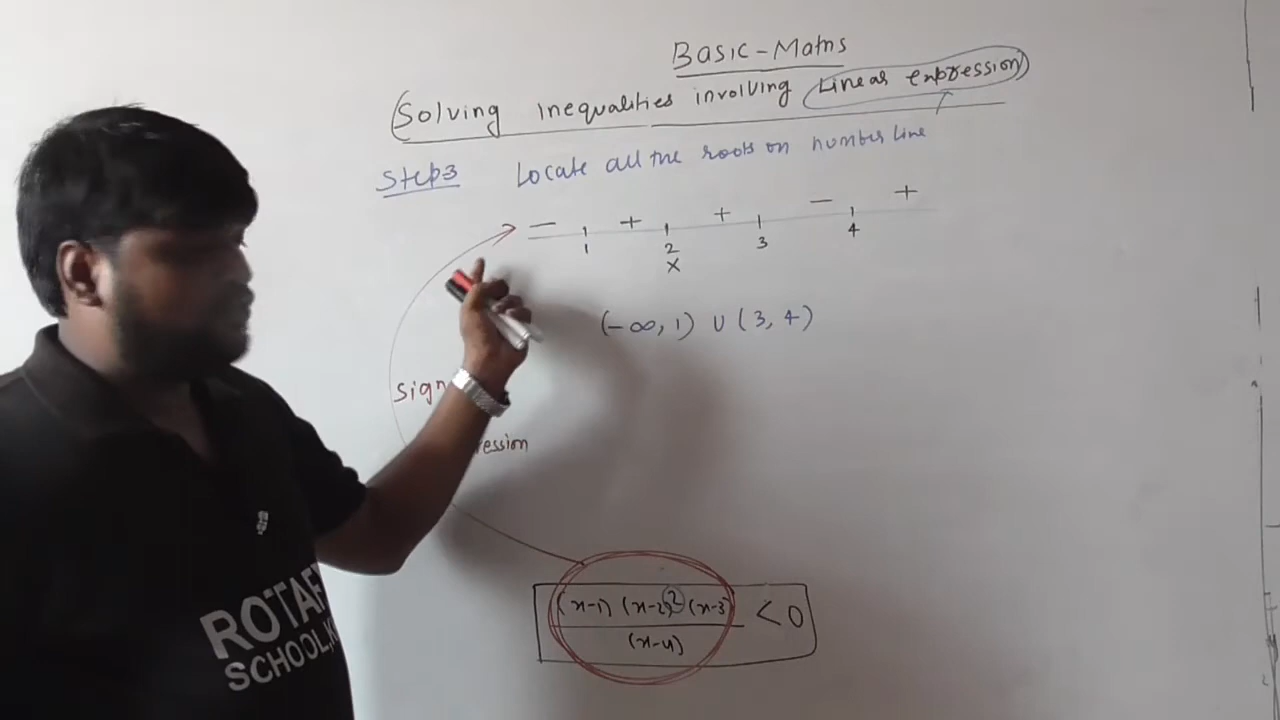 Basic-Maths
(Solving inequalities involving (Linear expression)
Step3 Locate all the roots on number line
— + + — +
1 2 3 4
x
(-∞, 1) ∪ (3, 4)
Sign
ession
(x-1) (x-2)² (x-3)
(x-4)
< 0
ROTA
SCHOOL,K